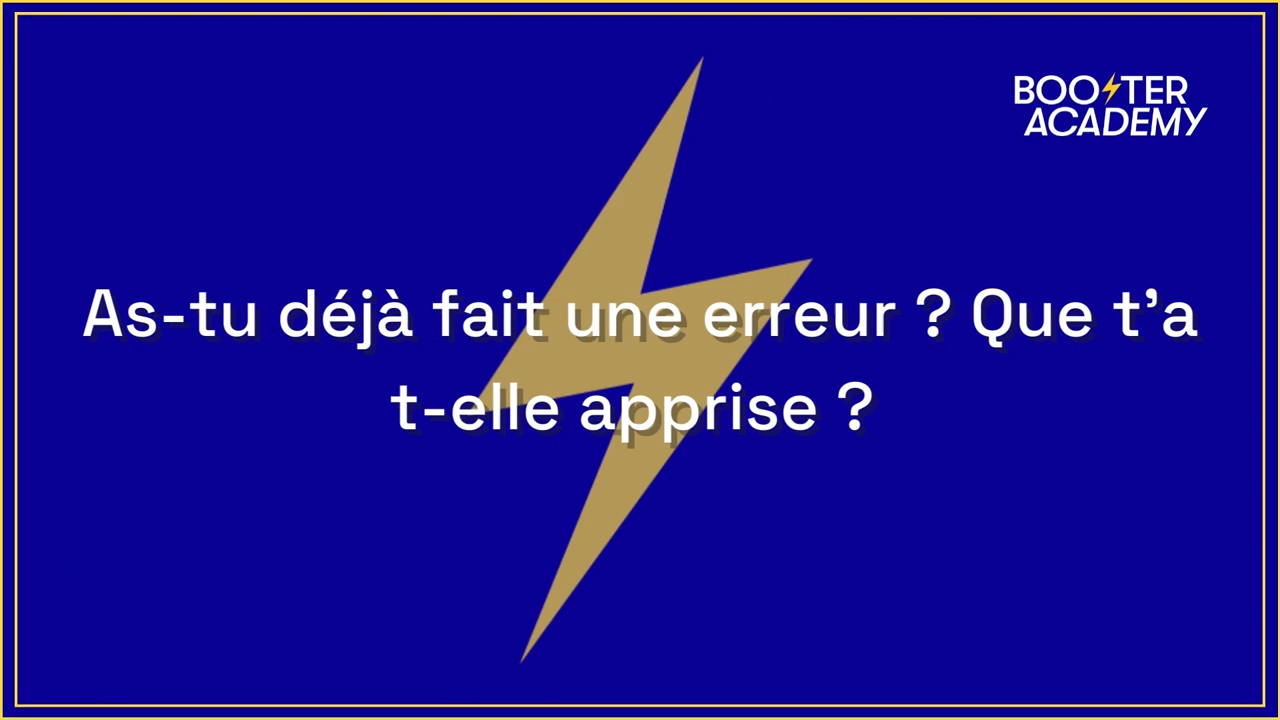 BOOSTER
ACADEMY
As-tu déjà fait une erreur ? Que t’a
t-elle apprise ?